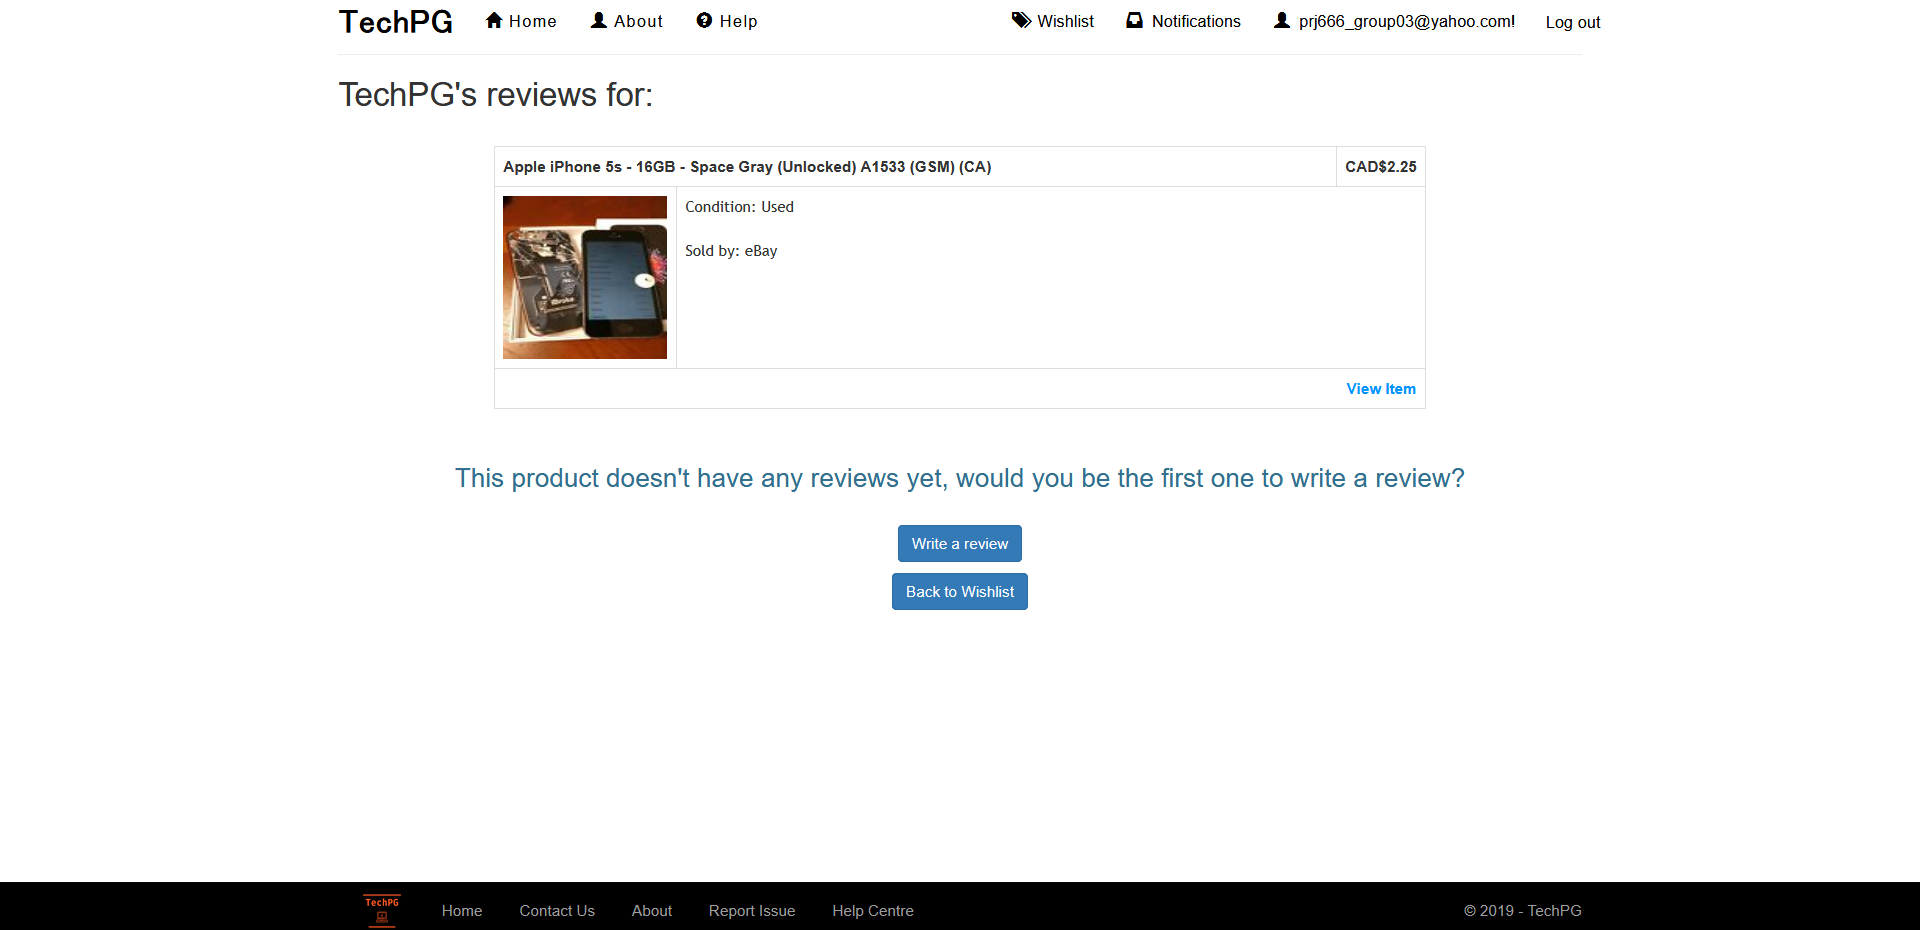 TechPG Home About Help Wishlist Notifications prj666_group03@yahoo.com! Log out
TechPG's reviews for:
Apple iPhone 5s - 16GB - Space Gray (Unlocked) A1533 (GSM) (CA) CAD$2.25
Condition: Used
Sold by: eBay
View Item
This product doesn't have any reviews yet, would you be the first one to write a review?
Write a review
Back to Wishlist
TechPG Home Contact Us About Report Issue Help Centre © 2019 - TechPG